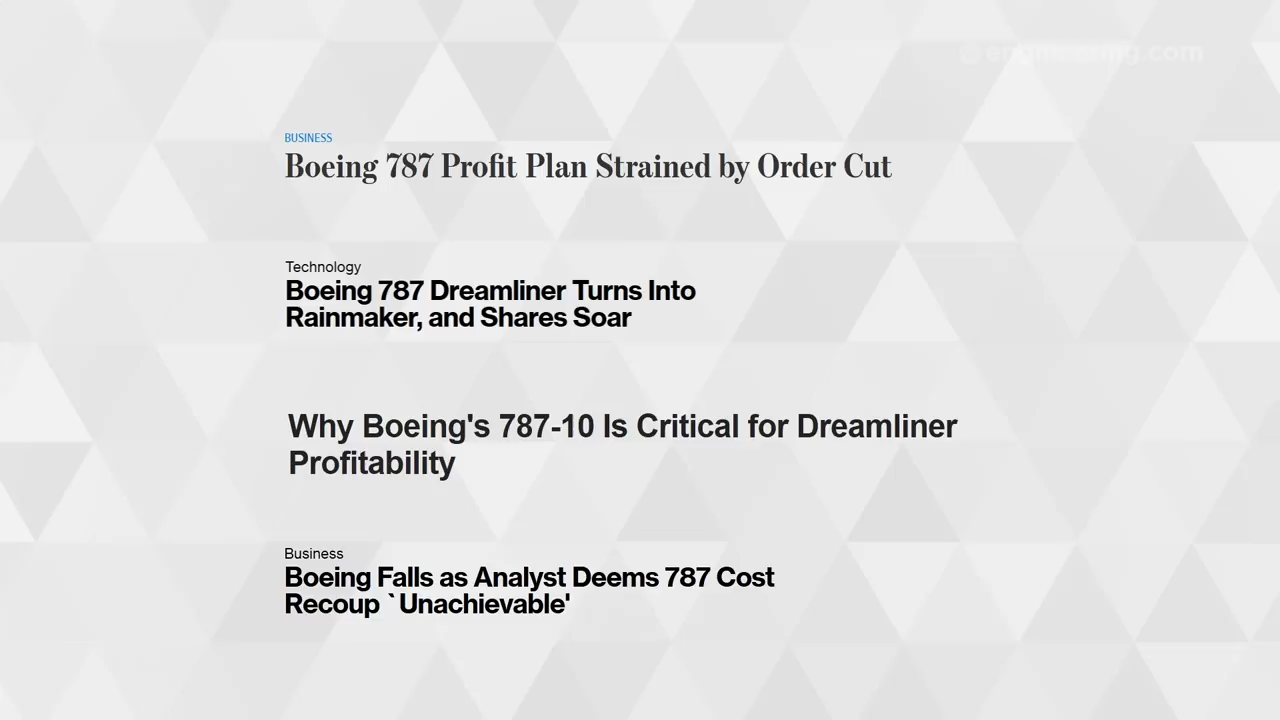 engineering.com
BUSINESS
Boeing 787 Profit Plan Strained by Order Cut
Technology
Boeing 787 Dreamliner Turns Into
Rainmaker, and Shares Soar
Why Boeing's 787-10 Is Critical for Dreamliner
Profitability
Business
Boeing Falls as Analyst Deems 787 Cost
Recoup `Unachievable'